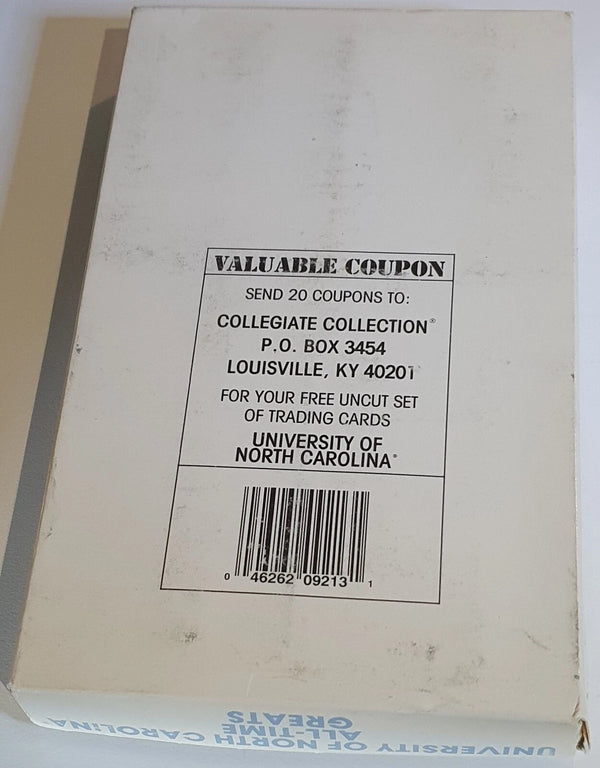 VALUABLE COUPON
SEND 20 COUPONS TO:
COLLEGIATE COLLECTION®
P.O. BOX 3454
LOUISVILLE, KY 40201
FOR YOUR FREE UNCUT SET
OF TRADING CARDS
UNIVERSITY OF
NORTH CAROLINA®
0 46262 09213 1
UNIVERSITY OF NORTH CAROLINA
ALL-TIME
GREATS